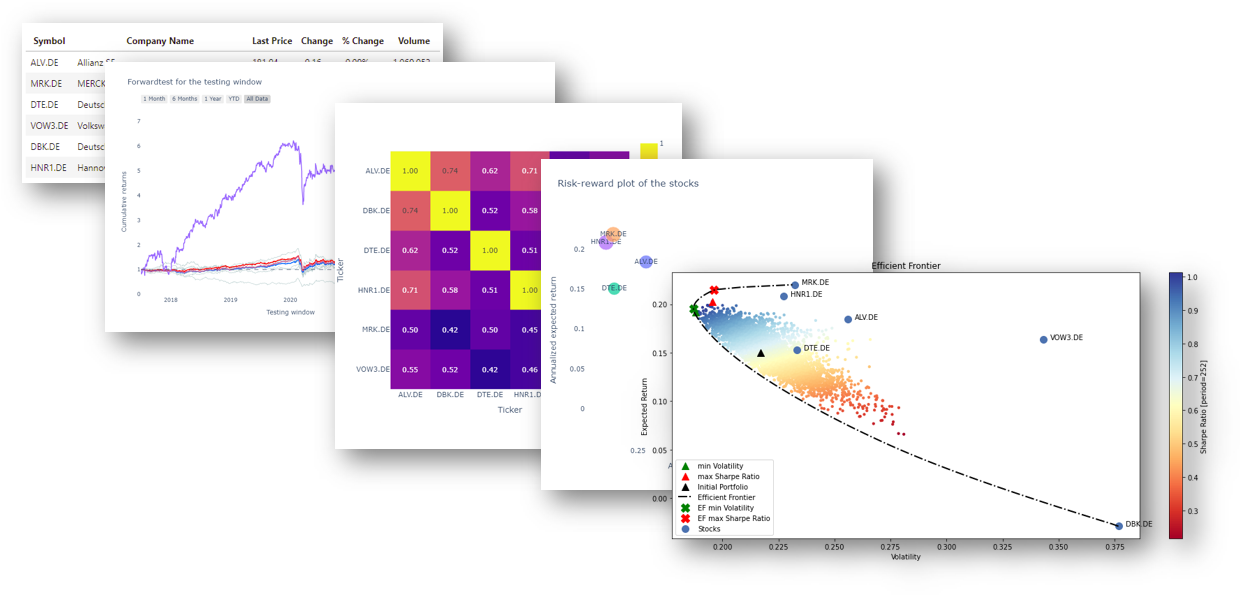 Symbol Company Name Last Price Change % Change Volume
ALV.DE Allianz
MRK.DE MERCK
DTE.DE Deutsc
VOW3.DE Volksw
DBK.DE Deutsc
HNR1.DE Hanno
Forwardtest for the testing window
1 Month 6 Months 1 Year YTD All Data
7
6
5
4
3
2
1
0
Cumulative returns
2018 2019 2020
Testing window
Ticker
ALV.DE 1.00 0.74 0.62 0.71
DBK.DE 0.74 1.00 0.52 0.58
DTE.DE 0.62 0.52 1.00 0.51
HNR1.DE 0.71 0.58 0.51 1.00
MRK.DE 0.50 0.42 0.50 0.45
VOW3.DE 0.55 0.52 0.42 0.46
ALV.DE DBK.DE DTE.DE HNR1.D
Ticker
1
Risk-reward plot of the stocks
MRK.DE
HNR1.DE
ALV.DE
DTE.DE
0.2
0.15
0.1
0.05
0
Annualized expected return
0.25
Efficient Frontier
MRK.DE
HNR1.DE
ALV.DE
VOW3.DE
DTE.DE
DBK.DE
0.20
0.15
0.10
0.05
0.00
Expected Return
min Volatility
max Sharpe Ratio
Initial Portfolio
Efficient Frontier
EF min Volatility
EF max Sharpe Ratio
Stocks
0.200 0.225 0.250 0.275 0.300 0.325 0.350 0.375
Volatility
1.0
0.9
0.8
0.7
0.6
0.5
0.4
0.3
Sharpe Ratio [period=252]